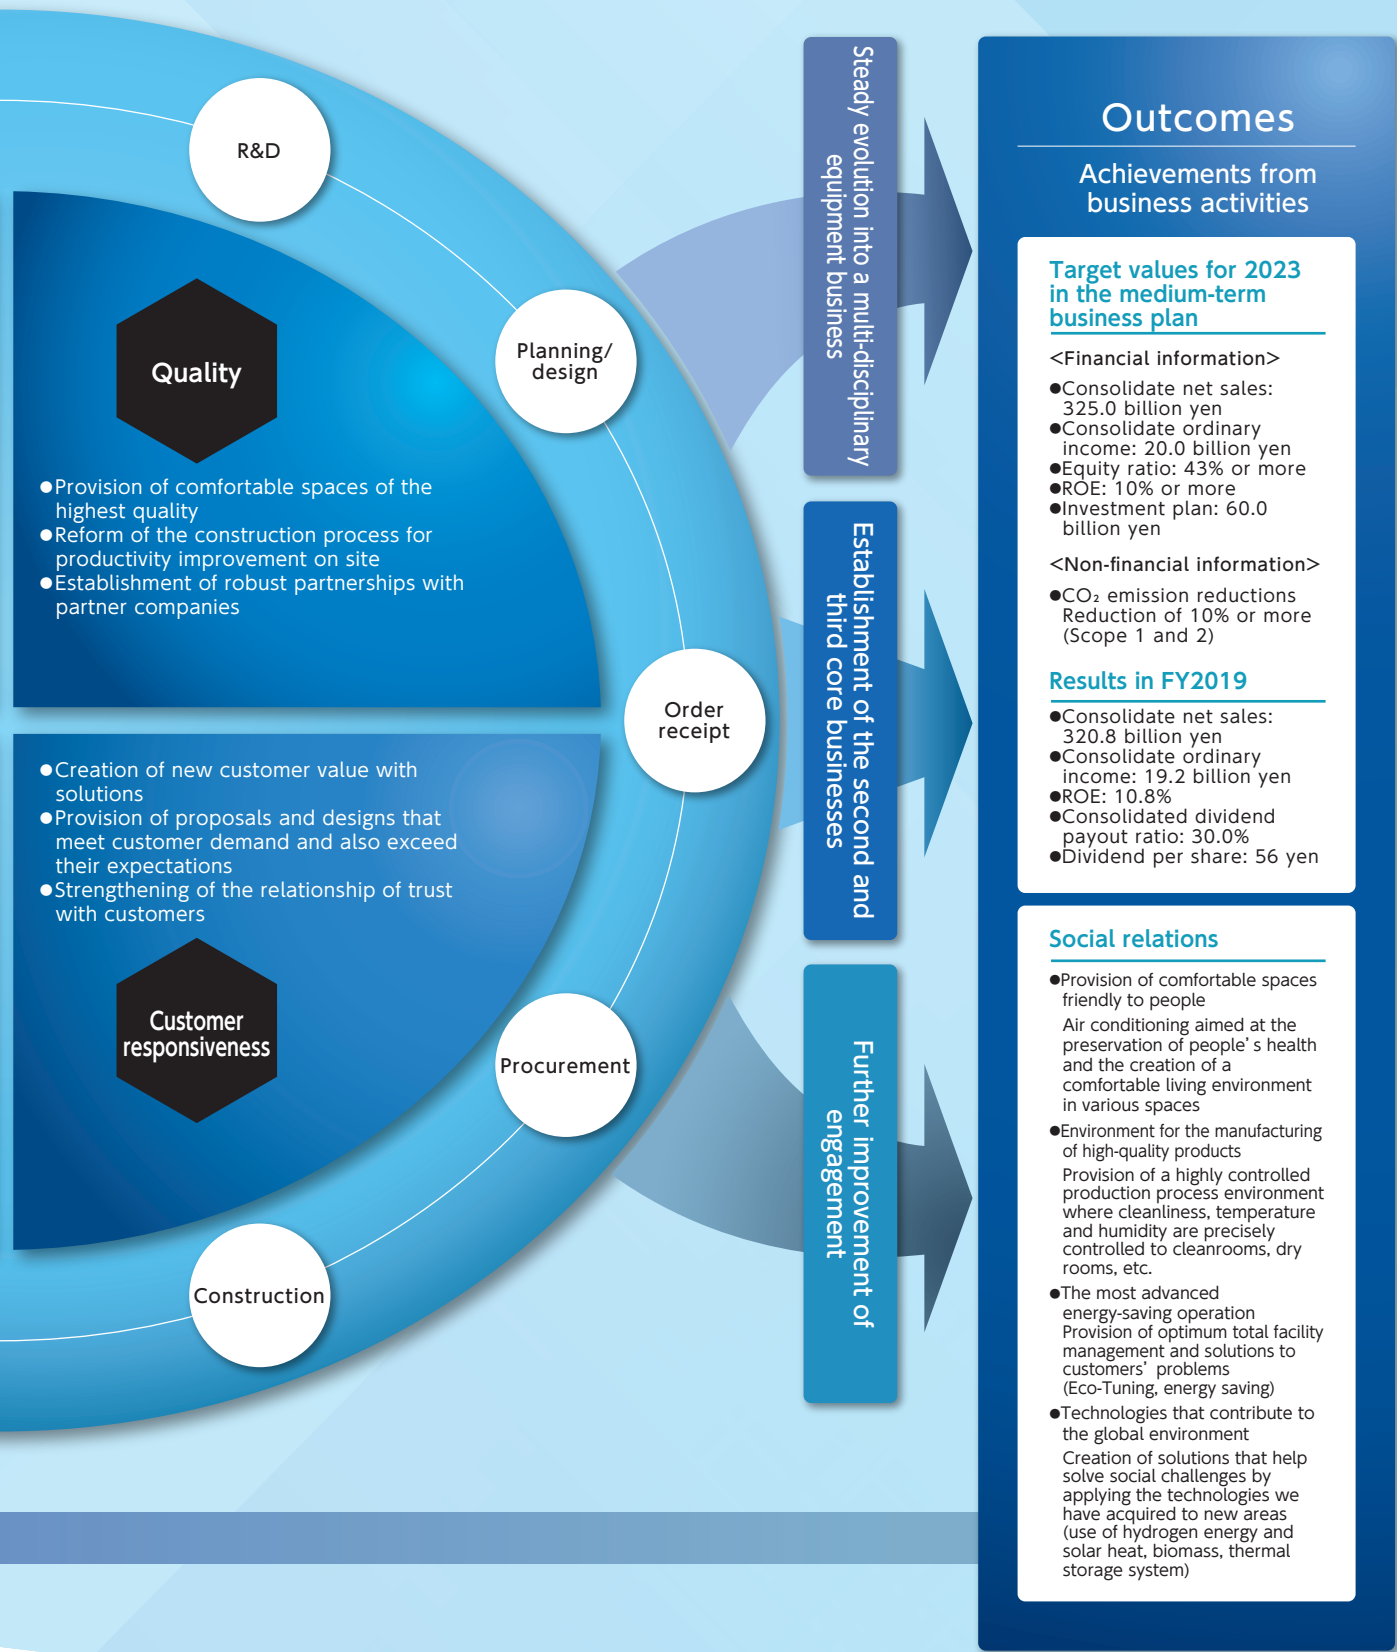 R&D
Planning/
design
Order
receipt
Procurement
Construction
Quality
●Provision of comfortable spaces of the
highest quality
●Reform of the construction process for
productivity improvement on site
●Establishment of robust partnerships with
partner companies
●Creation of new customer value with
solutions
●Provision of proposals and designs that
meet customer demand and also exceed
their expectations
●Strengthening of the relationship of trust
with customers
Customer
responsiveness
Steady evolution into a multi-disciplinary
equipment business
Establishment of the second and
third core businesses
Further improvement of
engagement
Outcomes
Achievements from
business activities
Target values for 2023
in the medium-term
business plan
<Financial information>
●Consolidate net sales:
325.0 billion yen
●Consolidate ordinary
income: 20.0 billion yen
●Equity ratio: 43% or more
●ROE: 10% or more
●Investment plan: 60.0
billion yen
<Non-financial information>
●CO₂ emission reductions
Reduction of 10% or more
(Scope 1 and 2)
Results in FY2019
●Consolidate net sales:
320.8 billion yen
●Consolidate ordinary
income: 19.2 billion yen
●ROE: 10.8%
●Consolidated dividend
payout ratio: 30.0%
●Dividend per share: 56 yen
Social relations
●Provision of comfortable spaces
friendly to people
Air conditioning aimed at the
preservation of people's health
and the creation of a
comfortable living environment
in various spaces
●Environment for the manufacturing
of high-quality products
Provision of a highly controlled
production process environment
where cleanliness, temperature
and humidity are precisely
controlled to cleanrooms, dry
rooms, etc.
●The most advanced
energy-saving operation
Provision of optimum total facility
management and solutions to
customers' problems
(Eco-Tuning, energy saving)
●Technologies that contribute to
the global environment
Creation of solutions that help
solve social challenges by
applying the technologies we
have acquired to new areas
(use of hydrogen energy and
solar heat, biomass, thermal
storage system)